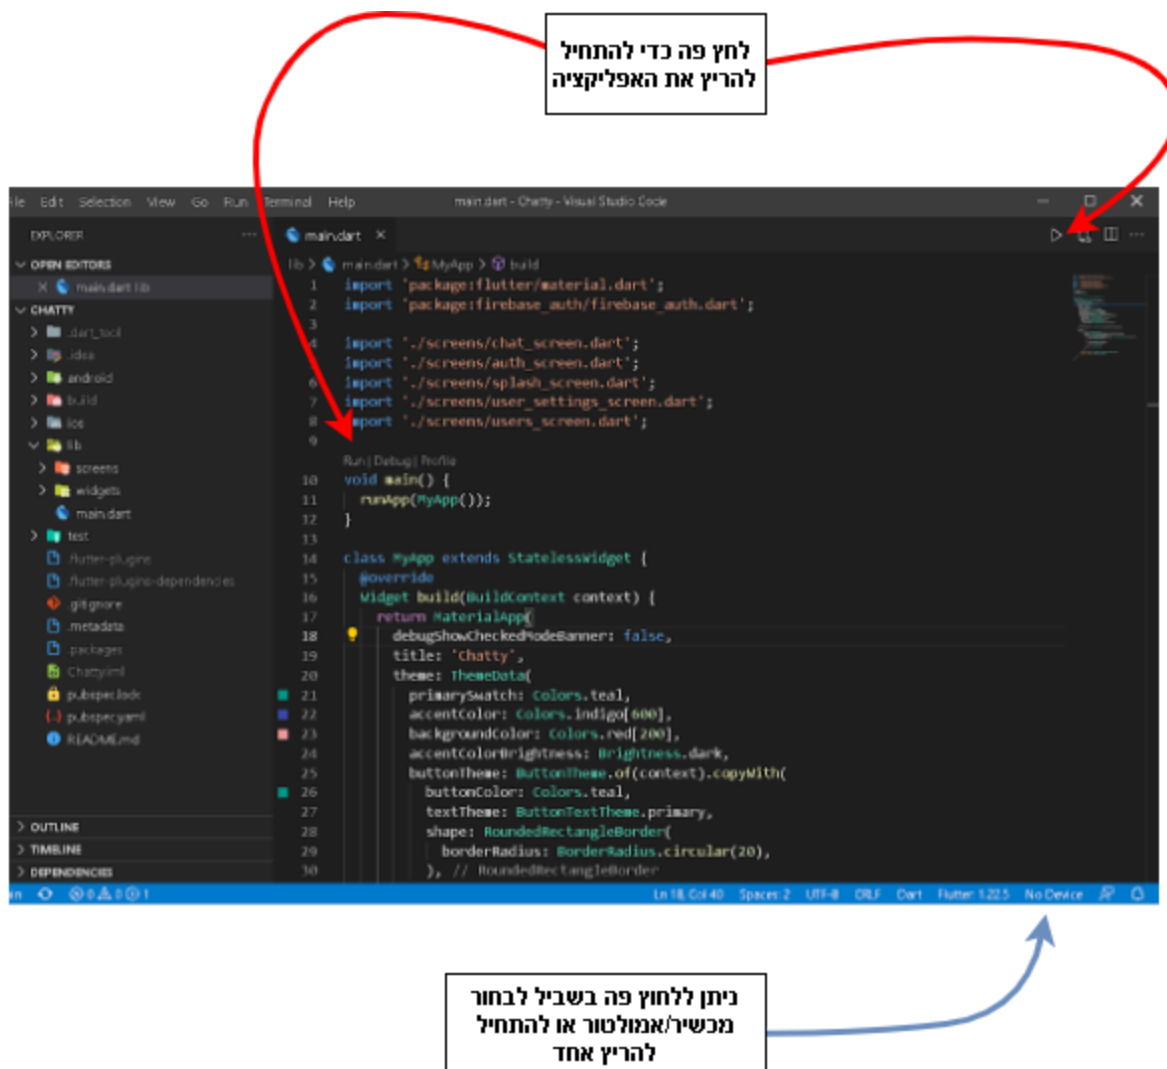 לחץ פה כדי להתחיל
להריץ את האפליקציה
ile Edit Selection View Go Run Terminal Help main.dart - Chatty - Visual Studio Code
EXPLORER
main.dart
OPEN EDITORS
lib > main.dart > MyApp > build
main.dart lib
1 import 'package:flutter/material.dart';
2 import 'package:firebase_auth/firebase_auth.dart';
CHATTY
3
.dart_tool
4 import './screens/chat_screen.dart';
.idea
import './screens/auth_screen.dart';
android
6 import './screens/splash_screen.dart';
build
7 import './screens/user_settings_screen.dart';
ios
8 import './screens/users_screen.dart';
9
lib
Run | Debug | Profile
screens
10 void main() {
widgets
11 runApp(MyApp());
main.dart
12 }
test
13
.flutter-plugins
14 class MyApp extends StatelessWidget {
.flutter-plugins-dependencies
15 @override
.gitignore
16 Widget build(BuildContext context) {
.metadata
17 return MaterialApp(
18 debugShowCheckedModeBanner: false,
.packages
19 title: 'Chatty',
Chatty.iml
20 theme: ThemeData(
pubspec.lock
21 primarySwatch: Colors.teal,
pubspec.yaml
22 accentColor: Colors.indigo[600],
README.md
23 backgroundColor: Colors.red[200],
24 accentColorBrightness: Brightness.dark,
25 buttonTheme: ButtonTheme.of(context).copyWith(
26 buttonColor: Colors.teal,
27 textTheme: ButtonTextTheme.primary,
OUTLINE
28 shape: RoundedRectangleBorder(
TIMELINE
29 borderRadius: BorderRadius.circular(20),
DEPENDENCIES
30 ), // RoundedRectangleBorder
0 0 1 Ln 18, Col 40 Spaces: 2 UTF-8 CRLF Dart Flutter: 1.22.5 No Device
ניתן ללחוץ פה בשביל לבחור
מכשיר/אמולטור או להתחיל
להריץ אחד